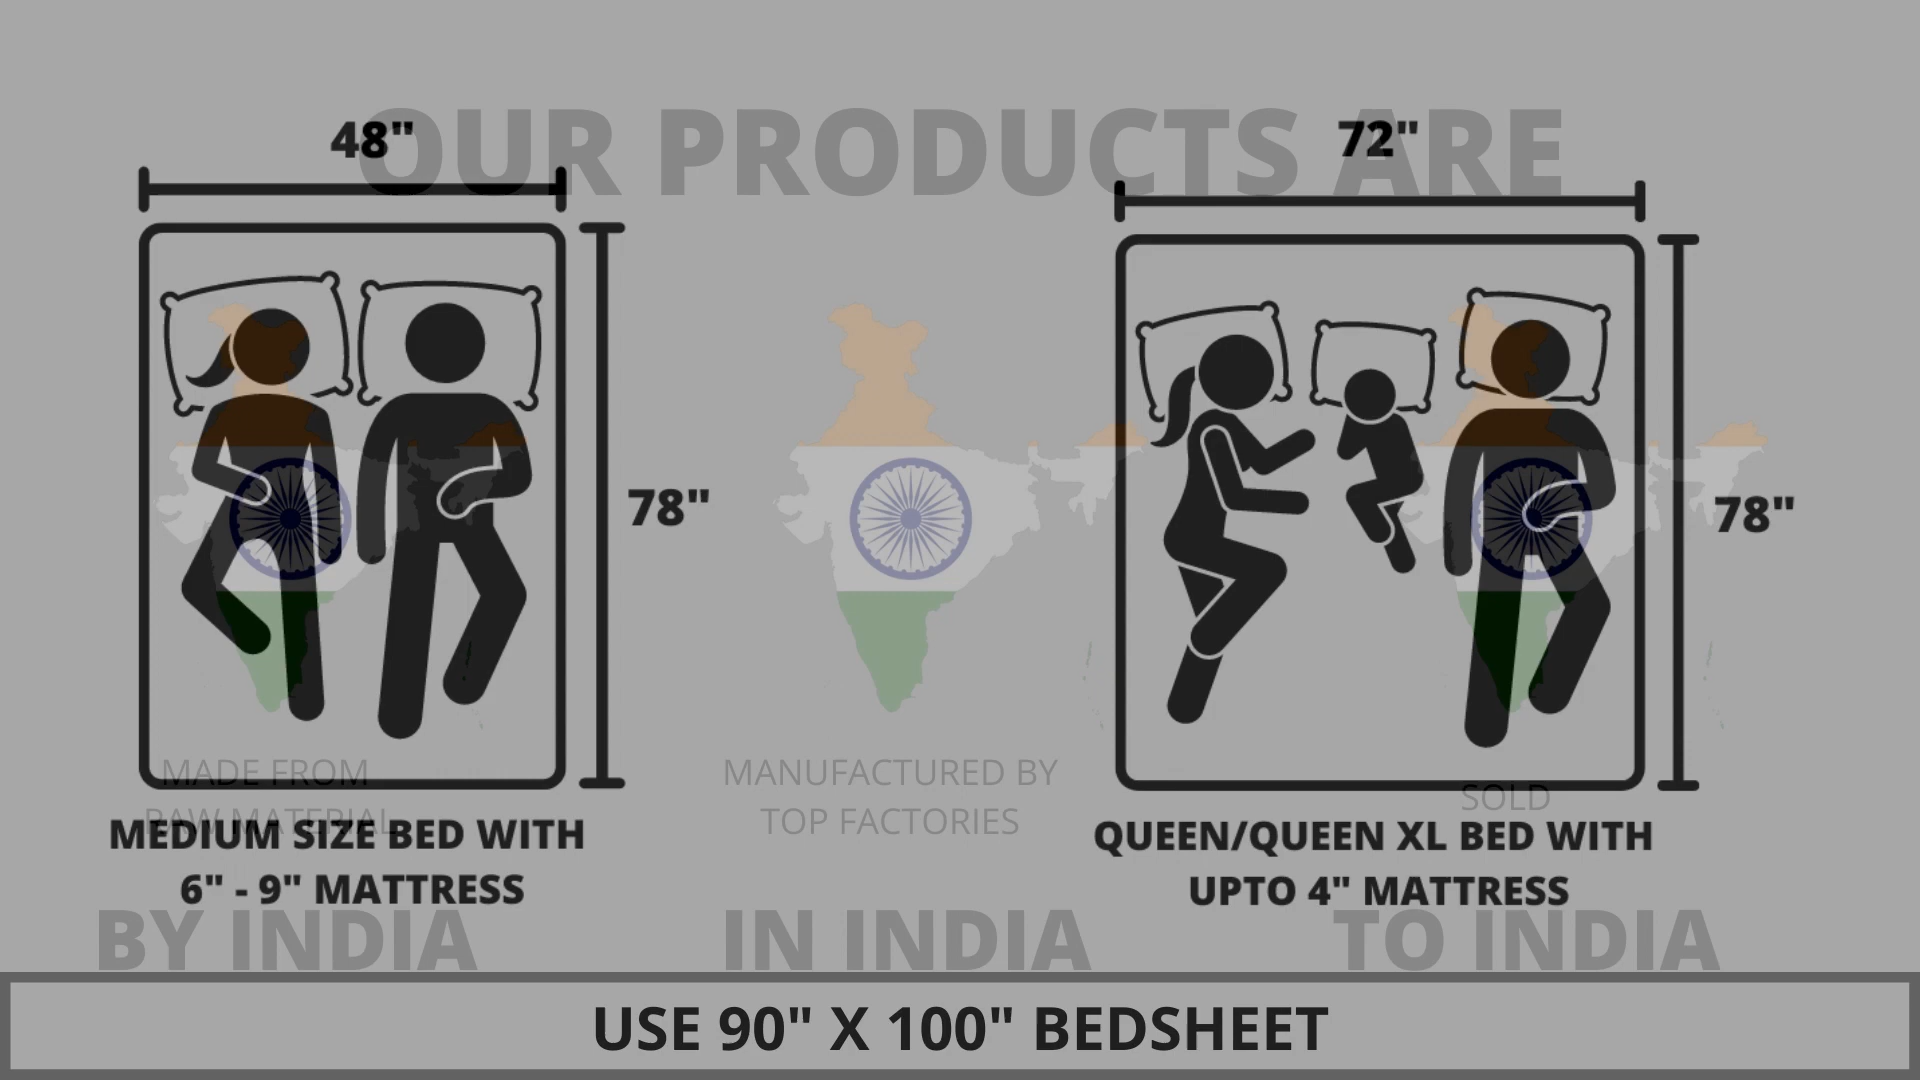 OUR PRODUCTS ARE
48"
72"
78"
78"
MADE FROM
RAW MATERIAL
MANUFACTURED BY
TOP FACTORIES
SOLD
MEDIUM SIZE BED WITH
6" - 9" MATTRESS
QUEEN/QUEEN XL BED WITH
UPTO 4" MATTRESS
BY INDIA
IN INDIA
TO INDIA
USE 90" X 100" BEDSHEET